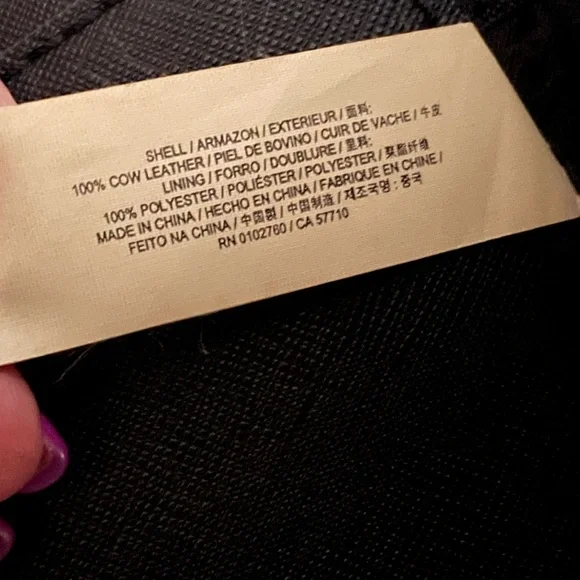 SHELL / ARMAZON / EXTERIEUR / 面料:
100% COW LEATHER / PIEL DE BOVINO / CUIR DE VACHE / 牛皮
LINING / FORRO / DOUBLURE / 里料:
100% POLYESTER / POLIÉSTER / POLYESTER / 聚酯纤维
MADE IN CHINA / HECHO EN CHINA / FABRIQUE EN CHINE /
FEITO NA CHINA / 中国製 / 中国制造 / 제조국명 : 중국
RN 0102760 / CA 57710